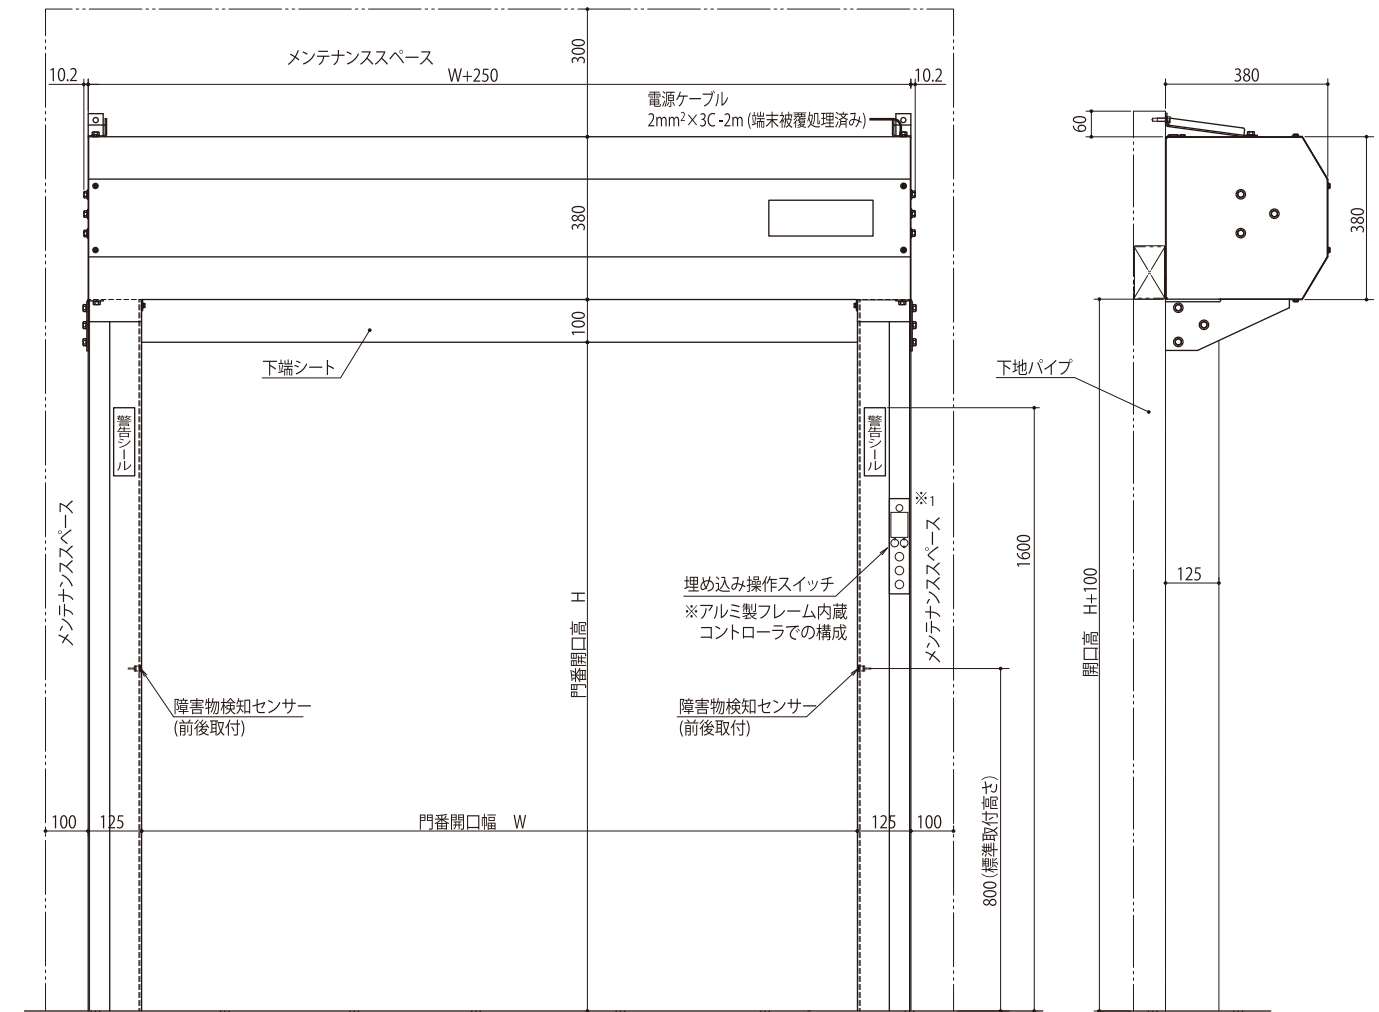 300
メンテナンススペース
10.2
W+250
10.2
電源ケーブル
2mm²×3C-2m (端末被覆処理済み)
380
60
380
380
100
下端シート
下地パイプ
警告シール
警告シール
※1
メンテナンススペース
メンテナンススペース
1600
埋め込み操作スイッチ
※アルミ製フレーム内蔵
コントローラでの構成
125
門番開口高 H
開口高 H+100
障害物検知センサー
(前後取付)
障害物検知センサー
(前後取付)
800 (標準取付高さ)
100
125
門番開口幅 W
125
100